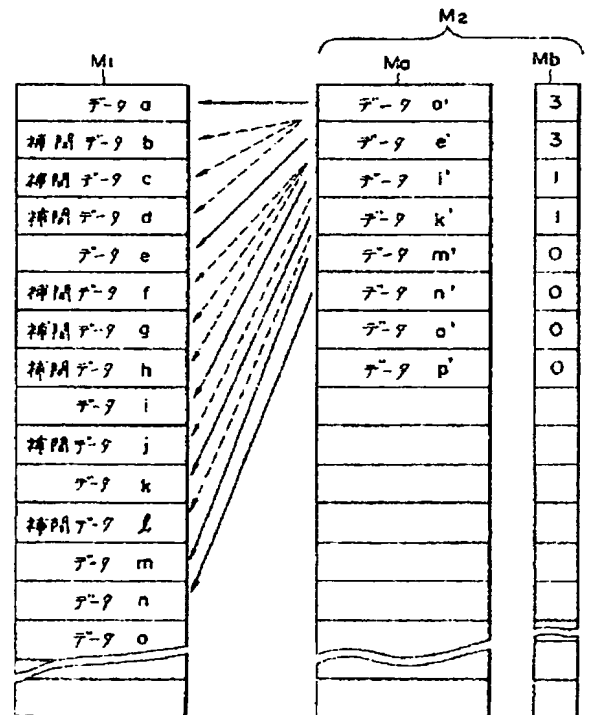 M2
M1
Ma
Mb
データ a
補間データ b
補間データ c
補間データ d
データ e
補間データ f
補間データ g
補間データ h
データ i
補間データ j
データ k
補間データ l
データ m
データ n
データ o
データ a'
データ e'
データ i'
データ k'
データ m'
データ n'
データ o'
データ p'
3
3
1
1
0
0
0
0